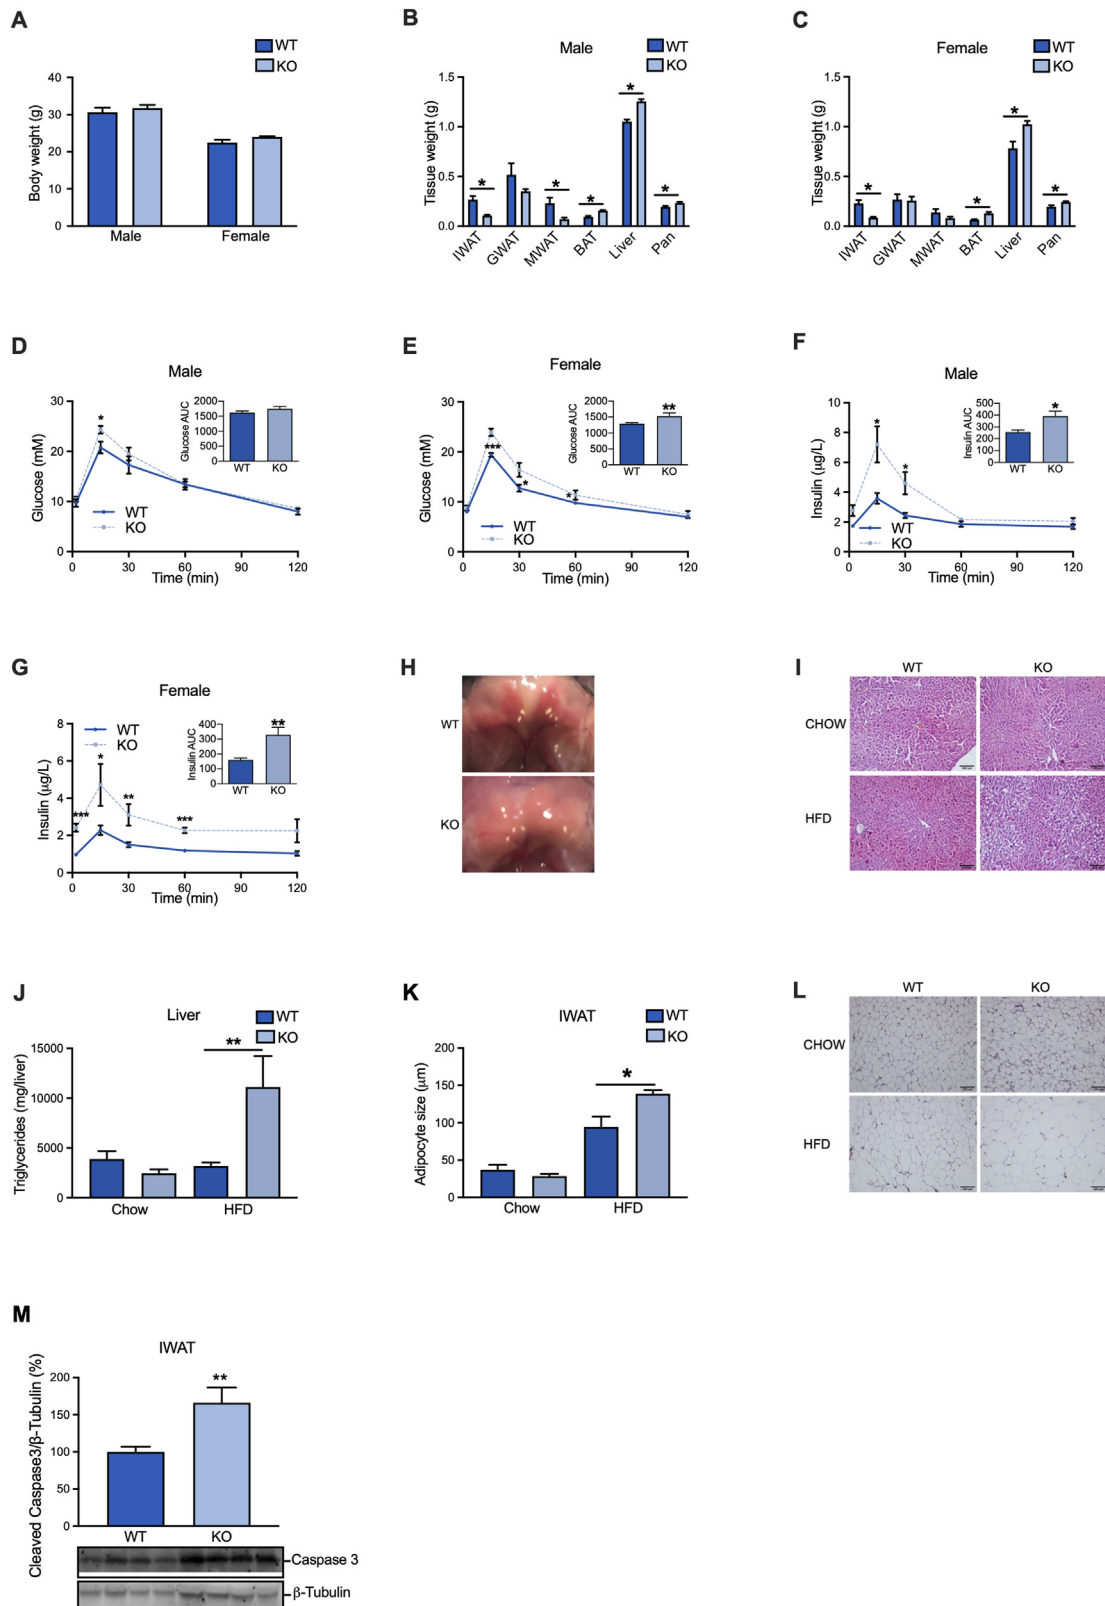 A
WT
KO
Body weight (g)
40
30
20
10
0
Male
Female
B
Male
WT
KO
Tissue weight (g)
1.5
1.0
0.5
0.0
*
*
*
*
*
IWAT
GWAT
MWAT
BAT
Liver
Pan
C
Female
WT
KO
Tissue weight (g)
1.5
1.0
0.5
0.0
*
*
*
*
IWAT
GWAT
MWAT
BAT
Liver
Pan
D
Male
Glucose (mM)
30
20
10
0
*
WT
KO
0
30
60
90
120
Time (min)
Glucose AUC
2000
1500
1000
500
0
WT
KO
E
Female
Glucose (mM)
30
20
10
0
***
*
*
WT
KO
0
30
60
90
120
Time (min)
Glucose AUC
2000
1500
1000
500
0
**
WT
KO
F
Male
Insulin (µg/L)
10
8
6
4
2
0
*
*
WT
KO
0
30
60
90
120
Time (min)
Insulin AUC
500
400
300
200
100
0
*
WT
KO
G
Female
Insulin (µg/L)
8
6
4
2
0
WT
KO
***
*
**
***
0
30
60
90
120
Time (min)
Insulin AUC
400
300
200
100
0
**
WT
KO
H
WT
KO
I
WT
KO
CHOW
HFD
J
Liver
WT
KO
Triglycerides (mg/liver)
15000
10000
5000
0
**
Chow
HFD
K
IWAT
WT
KO
Adipocyte size (µm)
200
150
100
50
0
*
Chow
HFD
L
WT
KO
CHOW
HFD
M
IWAT
Cleaved Caspase3/β-Tubulin (%)
200
150
100
50
0
**
WT
KO
Caspase 3
β-Tubulin